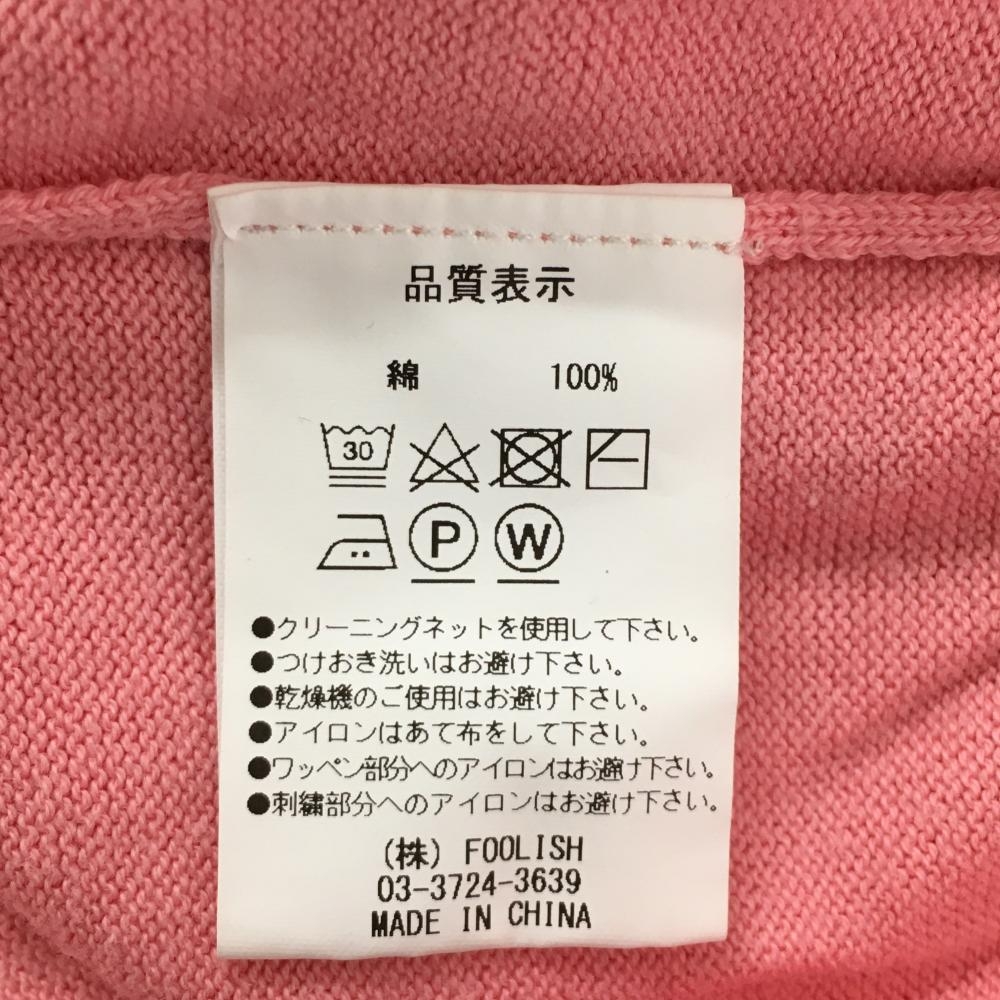 品質表示
綿 100%
30
P W
●クリーニングネットを使用して下さい。
●つけおき洗いはお避け下さい。
●乾燥機のご使用はお避け下さい。
●アイロンはあて布をして下さい。
●ワッペン部分へのアイロンはお避け下さい。
●刺繍部分へのアイロンはお避け下さい。
(株) FOOLISH
03-3724-3639
MADE IN CHINA